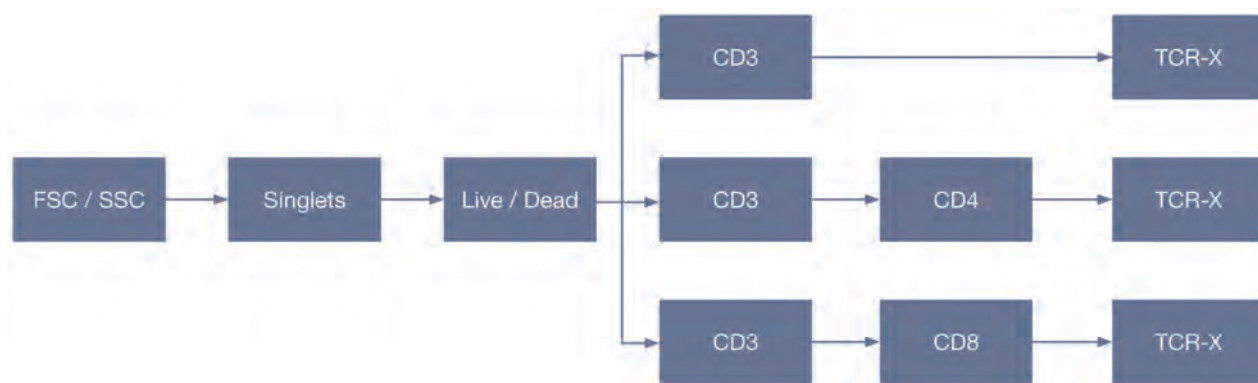 CD3
TCR-X
FSC / SSC
Singlets
Live / Dead
CD3
CD4
TCR-X
CD3
CD8
TCR-X